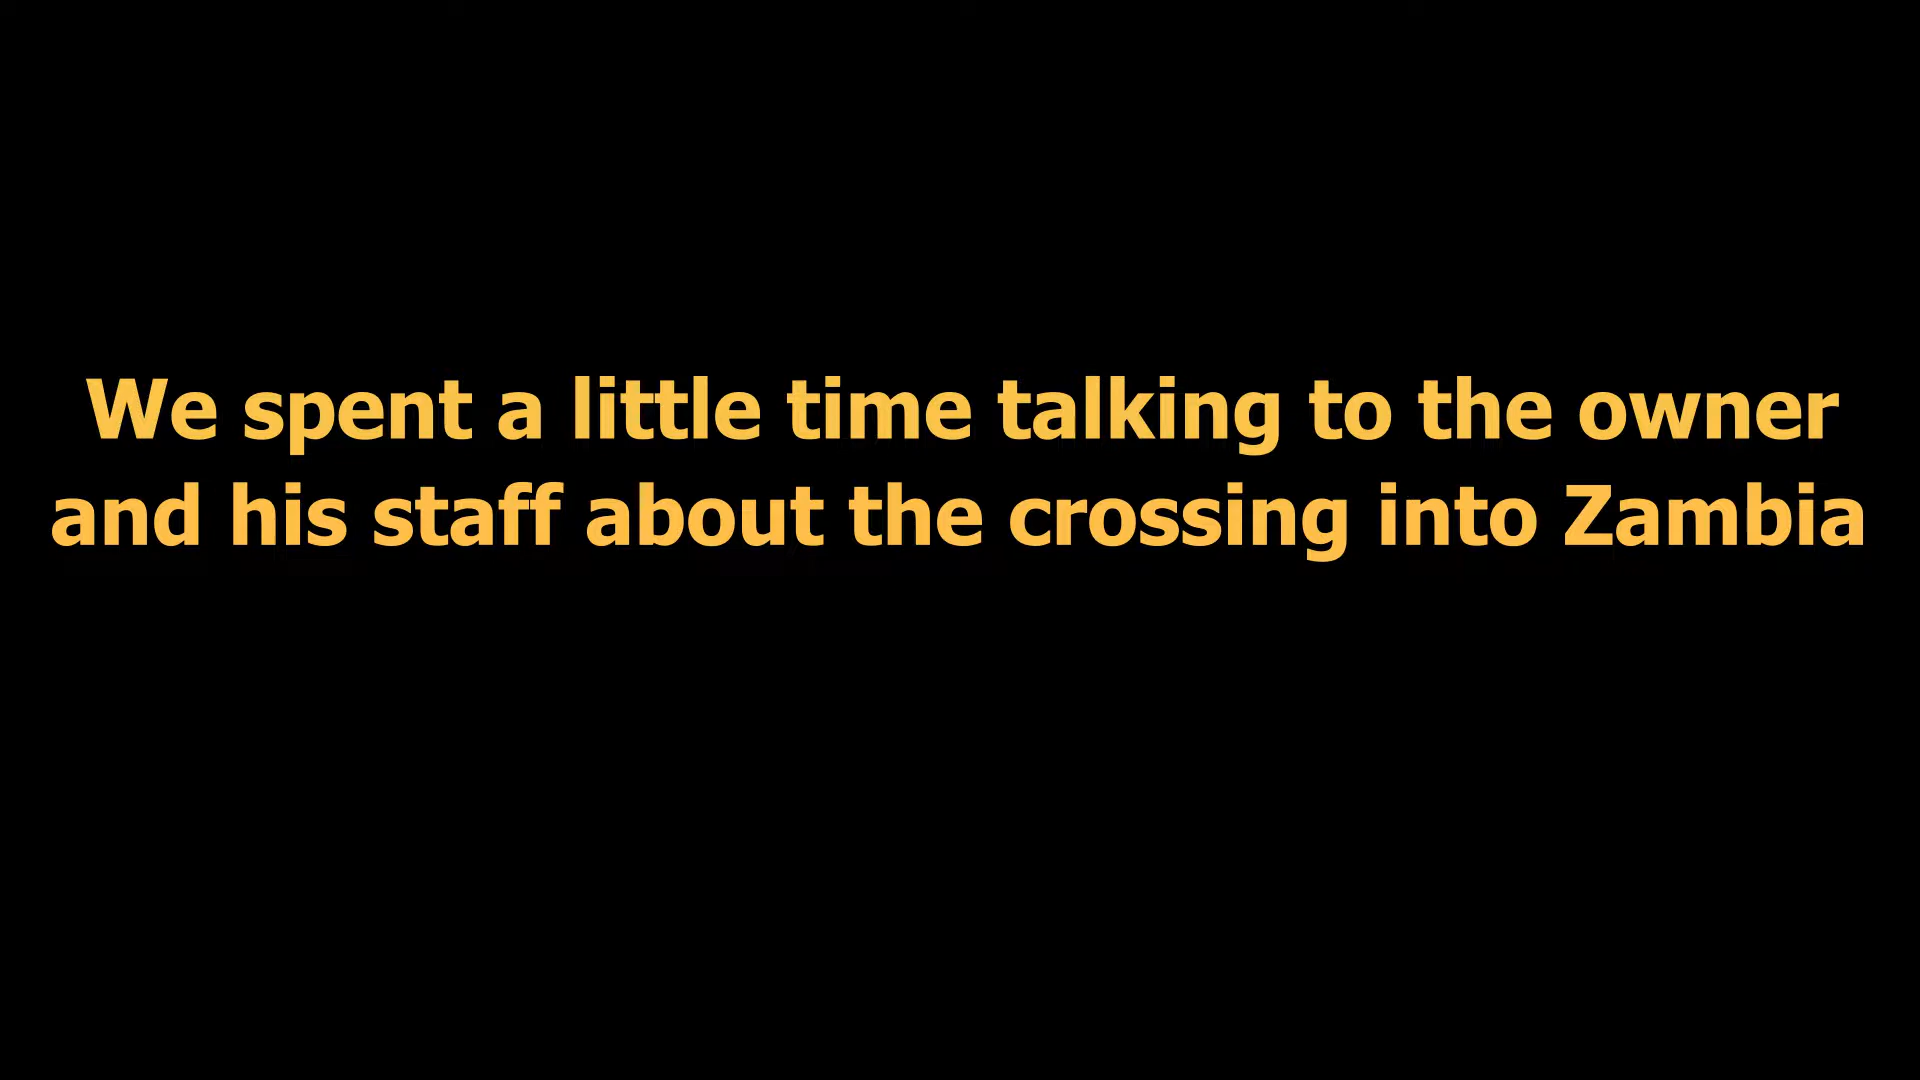 We spent a little time talking to the owner
and his staff about the crossing into Zambia